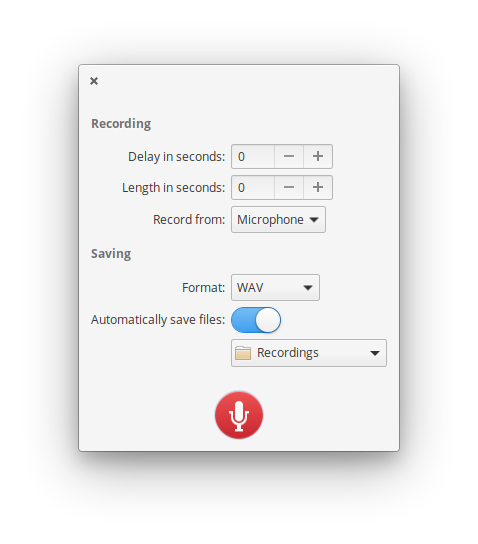 Recording
Delay in seconds: 0
Length in seconds: 0
Record from: Microphone
Saving
Format: WAV
Automatically save files:
Recordings